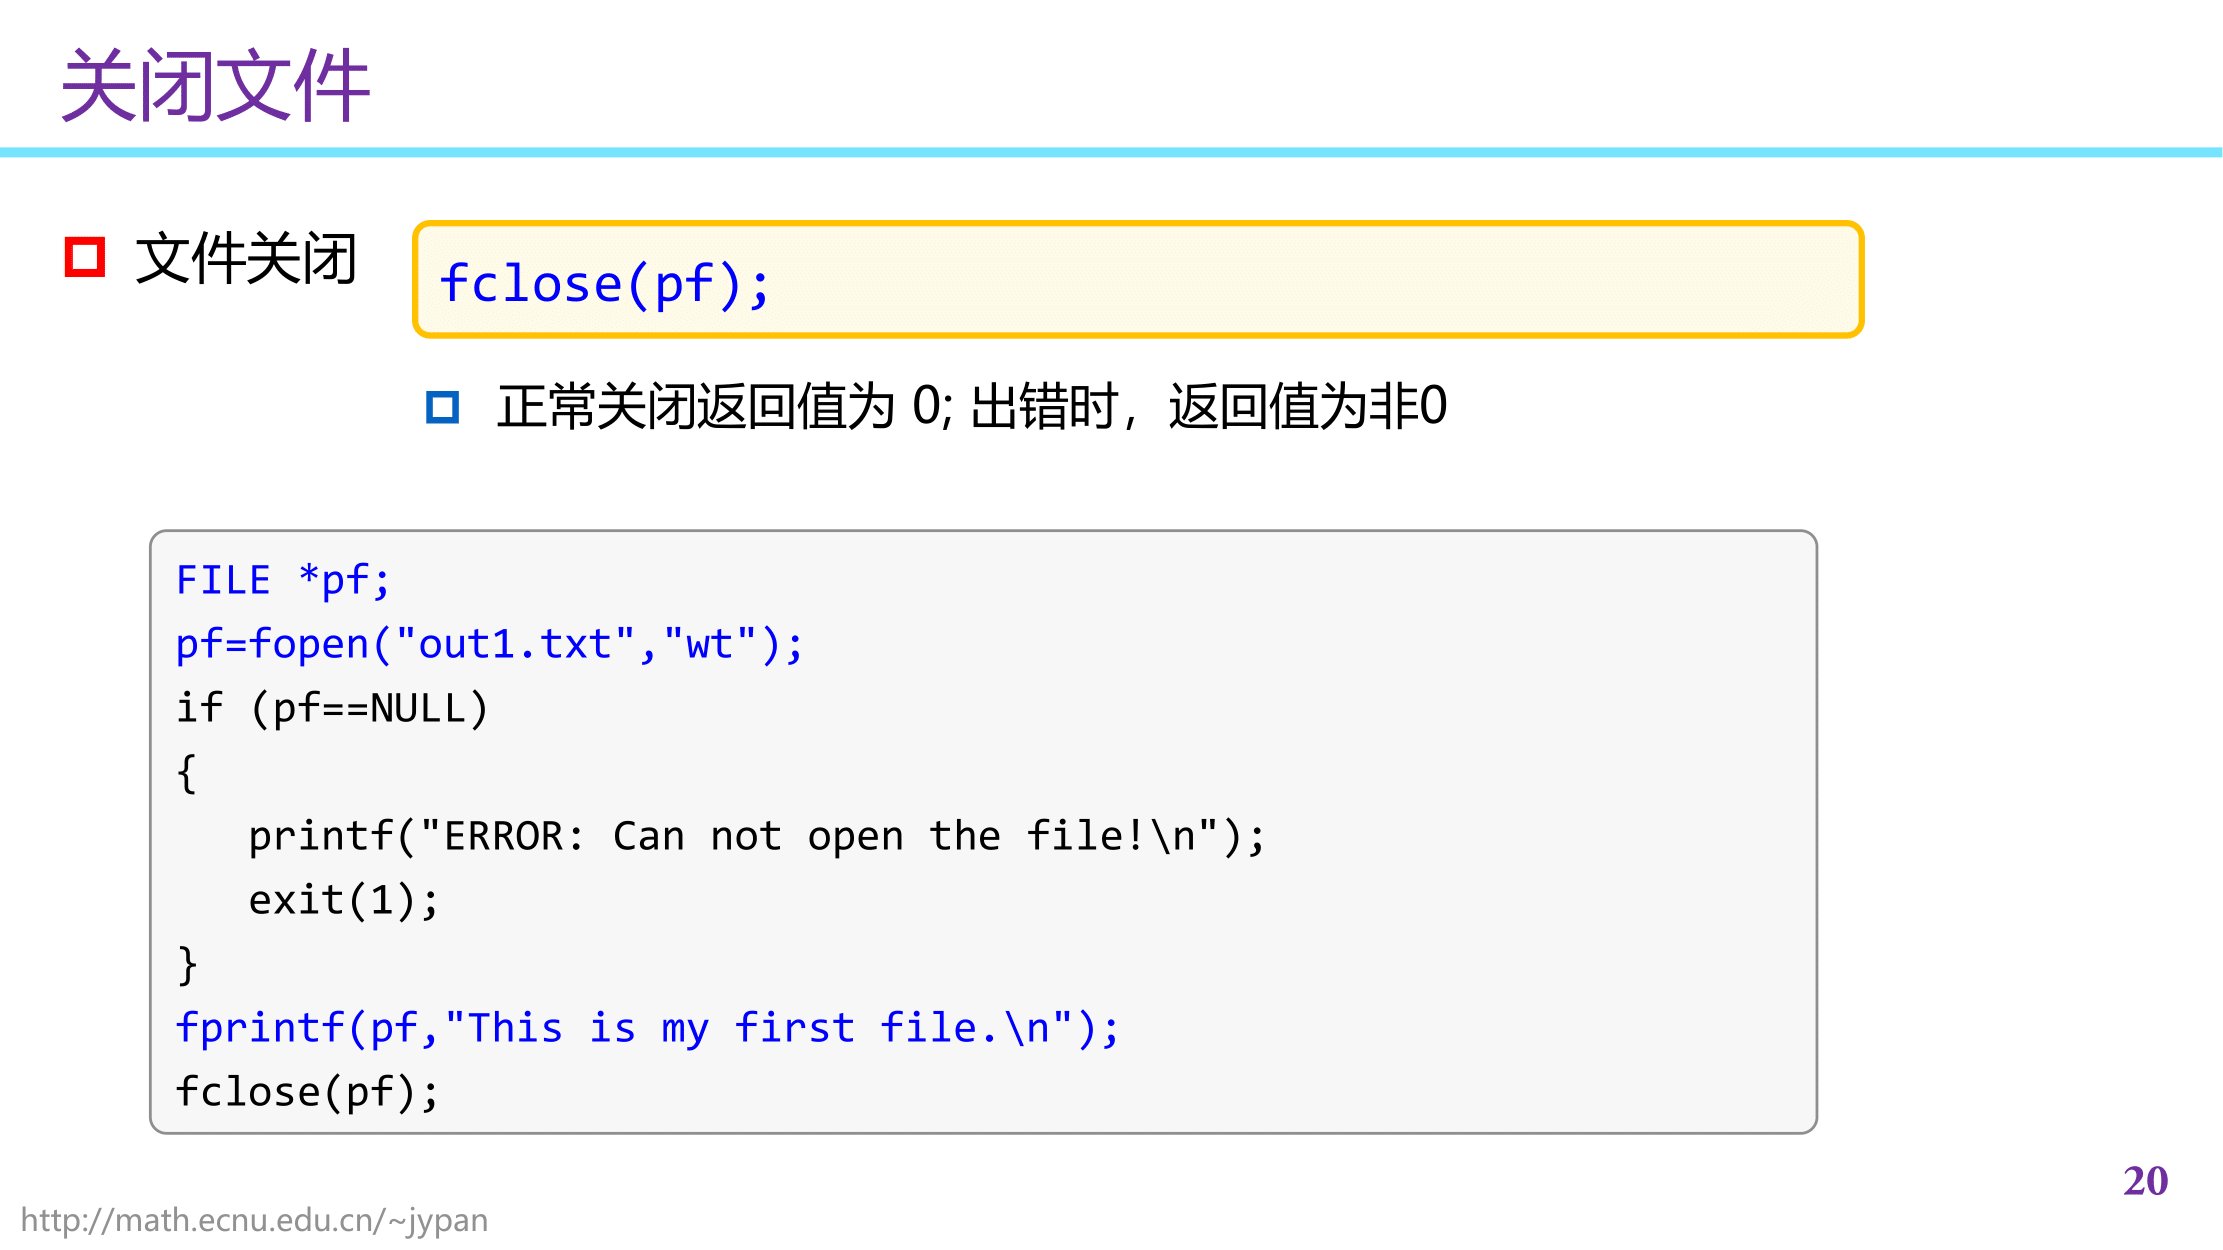 关闭文件
文件关闭
fclose(pf);
正常关闭返回值为 0; 出错时，返回值为非0
FILE *pf;
pf=fopen("out1.txt","wt");
if (pf==NULL)
{
   printf("ERROR: Can not open the file!\n");
   exit(1);
}
fprintf(pf,"This is my first file.\n");
fclose(pf);
20
http://math.ecnu.edu.cn/~jypan